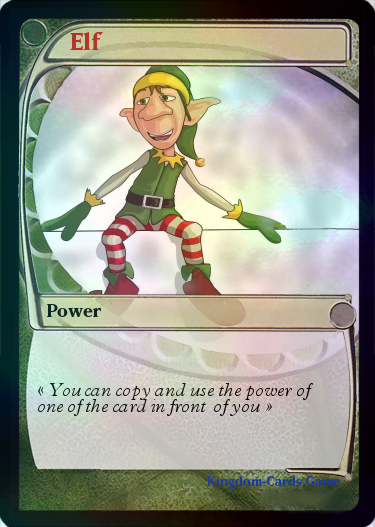 Elf
Power
« You can copy and use the power of
one of the card in front of you »
Kingdom-Cards Game